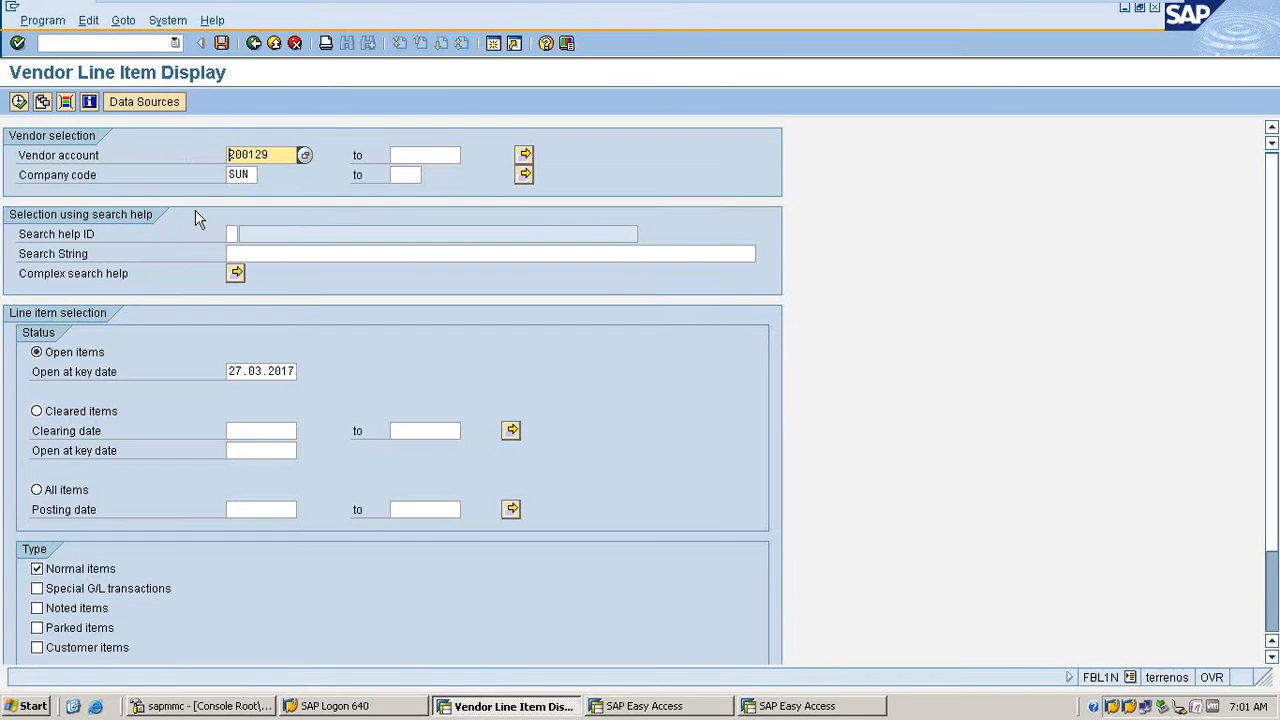 Program Edit Goto System Help
SAP
Vendor Line Item Display
Data Sources
Vendor selection
Vendor account 200129 to
Company code SUN to
Selection using search help
Search help ID
Search String
Complex search help
Line item selection
Status
Open items
Open at key date 27.03.2017
Cleared items
Clearing date to
Open at key date
All items
Posting date to
Type
Normal items
Special G/L transactions
Noted items
Parked items
Customer items
FBL1N terrenos OVR
Start sapmmc - [Console Root\... SAP Logon 640 Vendor Line Item Dis... SAP Easy Access SAP Easy Access 7:01 AM